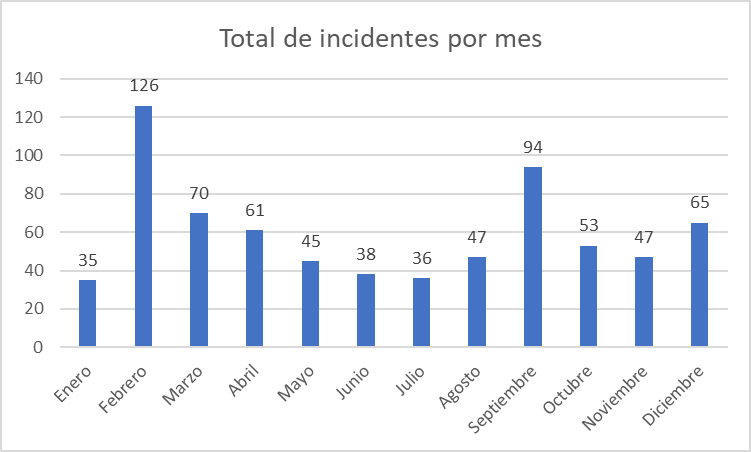 Total de incidentes por mes
140
120
100
80
60
40
20
0
35
126
70
61
45
38
36
47
94
53
47
65
Enero
Febrero
Marzo
Abril
Mayo
Junio
Julio
Agosto
Septiembre
Octubre
Noviembre
Diciembre